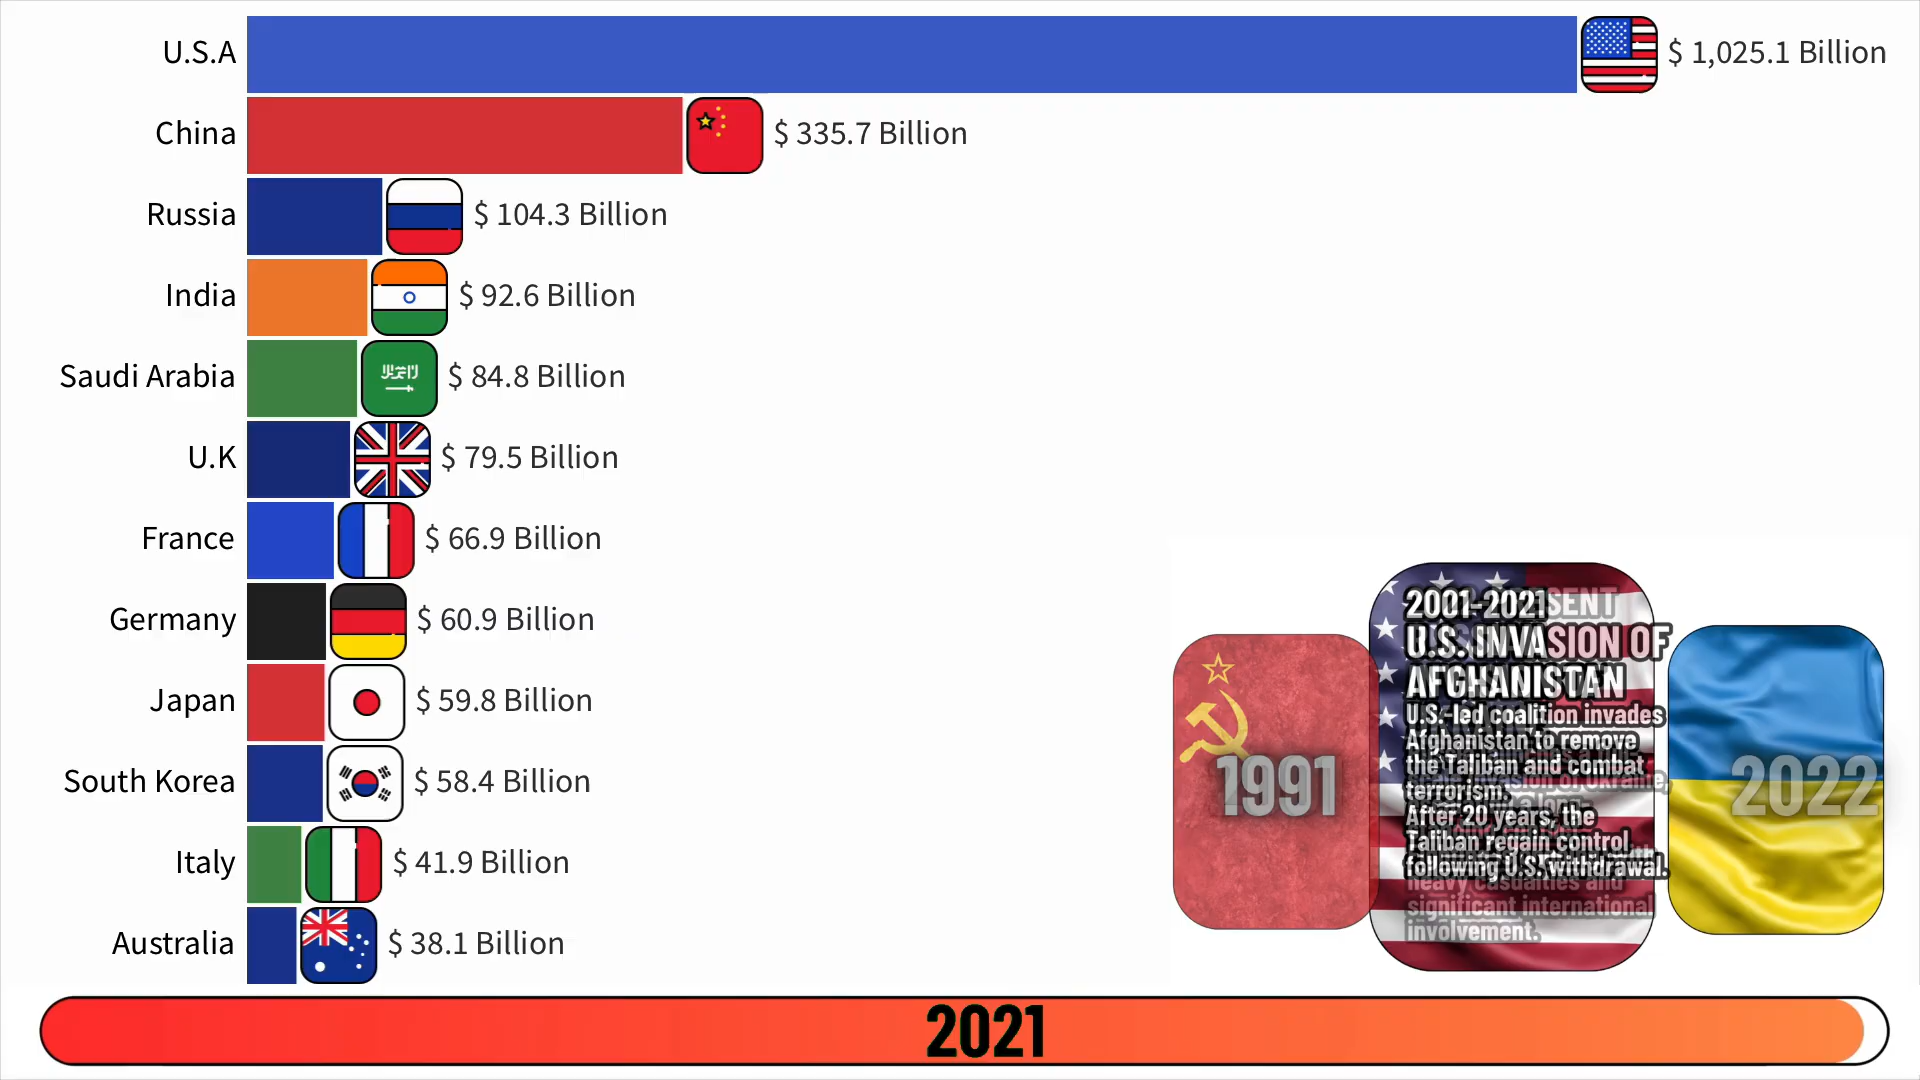 U.S.A
$ 1,025.1 Billion
China
$ 335.7 Billion
Russia
$ 104.3 Billion
India
$ 92.6 Billion
Saudi Arabia
$ 84.8 Billion
U.K
$ 79.5 Billion
France
$ 66.9 Billion
Germany
$ 60.9 Billion
Japan
$ 59.8 Billion
South Korea
$ 58.4 Billion
Italy
$ 41.9 Billion
Australia
$ 38.1 Billion
1991
2001-2021
U.S. INVASION OF
AFGHANISTAN
U.S.-led coalition invades
Afghanistan to remove
the Taliban and combat
terrorism.
After 20 years, the
Taliban regain control
following U.S. withdrawal.
heavy casualties and
significant international
involvement.
2022
2021